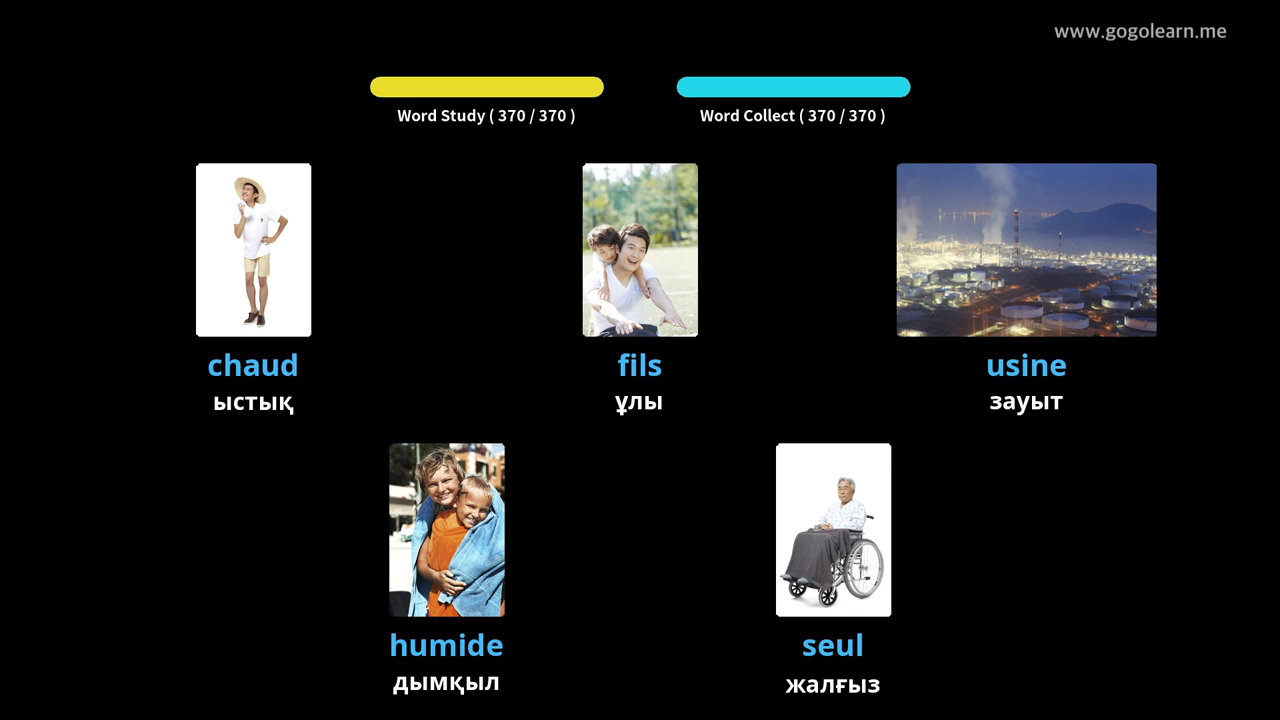 www.gogolearn.me
Word Study ( 370 / 370 )
Word Collect ( 370 / 370 )
chaud
ыстық
fils
ұлы
usine
зауыт
humide
дымқыл
seul
жалғыз